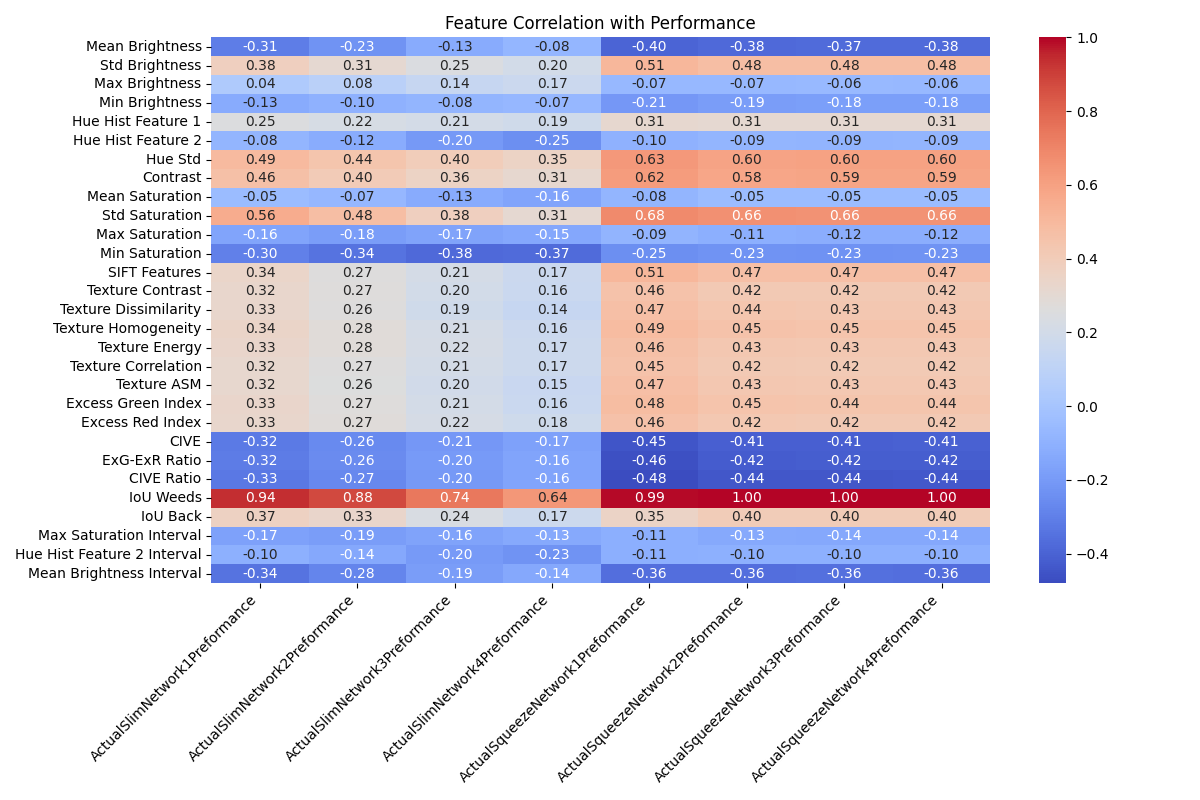 Feature Correlation with Performance
Mean Brightness -0.31 -0.23 -0.13 -0.08 -0.40 -0.38 -0.37 -0.38
Std Brightness 0.38 0.31 0.25 0.20 0.51 0.48 0.48 0.48
Max Brightness 0.04 0.08 0.14 0.17 -0.07 -0.07 -0.06 -0.06
Min Brightness -0.13 -0.10 -0.08 -0.07 -0.21 -0.19 -0.18 -0.18
Hue Hist Feature 1 0.25 0.22 0.21 0.19 0.31 0.31 0.31 0.31
Hue Hist Feature 2 -0.08 -0.12 -0.20 -0.25 -0.10 -0.09 -0.09 -0.09
Hue Std 0.49 0.44 0.40 0.35 0.63 0.60 0.60 0.60
Contrast 0.46 0.40 0.36 0.31 0.62 0.58 0.59 0.59
Mean Saturation -0.05 -0.07 -0.13 -0.16 -0.08 -0.05 -0.05 -0.05
Std Saturation 0.56 0.48 0.38 0.31 0.68 0.66 0.66 0.66
Max Saturation -0.16 -0.18 -0.17 -0.15 -0.09 -0.11 -0.12 -0.12
Min Saturation -0.30 -0.34 -0.38 -0.37 -0.25 -0.23 -0.23 -0.23
SIFT Features 0.34 0.27 0.21 0.17 0.51 0.47 0.47 0.47
Texture Contrast 0.32 0.27 0.20 0.16 0.46 0.42 0.42 0.42
Texture Dissimilarity 0.33 0.26 0.19 0.14 0.47 0.44 0.43 0.43
Texture Homogeneity 0.34 0.28 0.21 0.16 0.49 0.45 0.45 0.45
Texture Energy 0.33 0.28 0.22 0.17 0.46 0.43 0.43 0.43
Texture Correlation 0.32 0.27 0.21 0.17 0.45 0.42 0.42 0.42
Texture ASM 0.32 0.26 0.20 0.15 0.47 0.43 0.43 0.43
Excess Green Index 0.33 0.27 0.21 0.16 0.48 0.45 0.44 0.44
Excess Red Index 0.33 0.27 0.22 0.18 0.46 0.42 0.42 0.42
CIVE -0.32 -0.26 -0.21 -0.17 -0.45 -0.41 -0.41 -0.41
ExG-ExR Ratio -0.32 -0.26 -0.20 -0.16 -0.46 -0.42 -0.42 -0.42
CIVE Ratio -0.33 -0.27 -0.20 -0.16 -0.48 -0.44 -0.44 -0.44
IoU Weeds 0.94 0.88 0.74 0.64 0.99 1.00 1.00 1.00
IoU Back 0.37 0.33 0.24 0.17 0.35 0.40 0.40 0.40
Max Saturation Interval -0.17 -0.19 -0.16 -0.13 -0.11 -0.13 -0.14 -0.14
Hue Hist Feature 2 Interval -0.10 -0.14 -0.20 -0.23 -0.11 -0.10 -0.10 -0.10
Mean Brightness Interval -0.34 -0.28 -0.19 -0.14 -0.36 -0.36 -0.36 -0.36
ActualSlimNetwork1Preformance
ActualSlimNetwork2Preformance
ActualSlimNetwork3Preformance
ActualSlimNetwork4Preformance
ActualSqueezeNetwork1Preformance
ActualSqueezeNetwork2Preformance
ActualSqueezeNetwork3Preformance
ActualSqueezeNetwork4Preformance
1.0
0.8
0.6
0.4
0.2
0.0
−0.2
−0.4